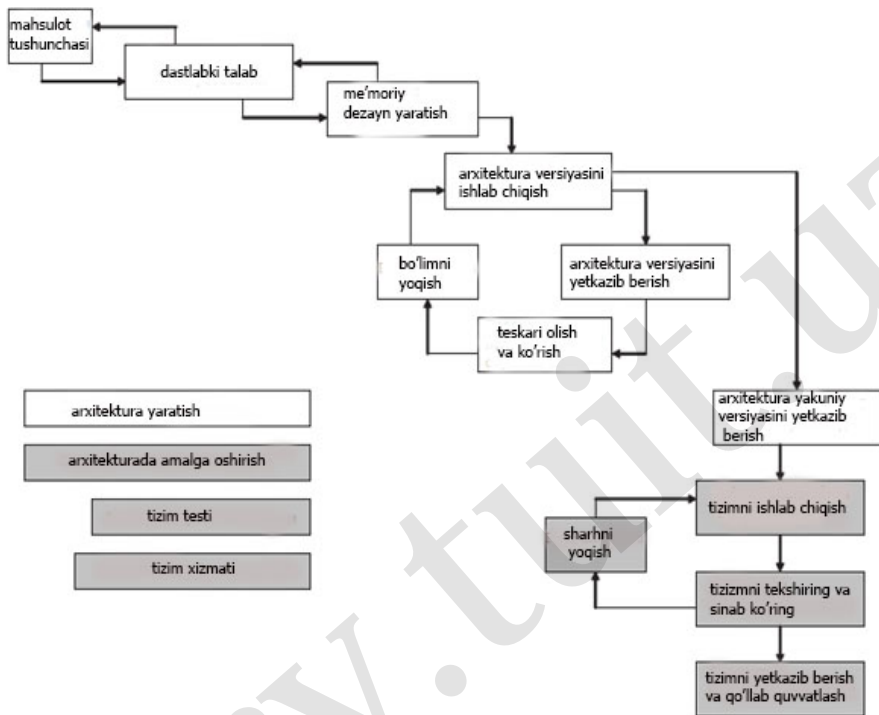 mahsulot
tushunchasi
dastlabki talab
me'moriy
dezayn yaratish
arxitektura versiyasini
ishlab chiqish
bo'limni
yoqish
arxitektura versiyasini
yetkazib berish
teskari olish
va ko'rish
arxitektura yaratish
arxitekturada amalga oshirish
tizim testi
tizim xizmati
arxitektura yakuniy
versiyasini yetkazib
berish
tizimni ishlab chiqish
sharhni
yoqish
tizizmni tekshiring va
sinab ko'ring
tizimni yetkazib berish
va qo'llab quvvatlash